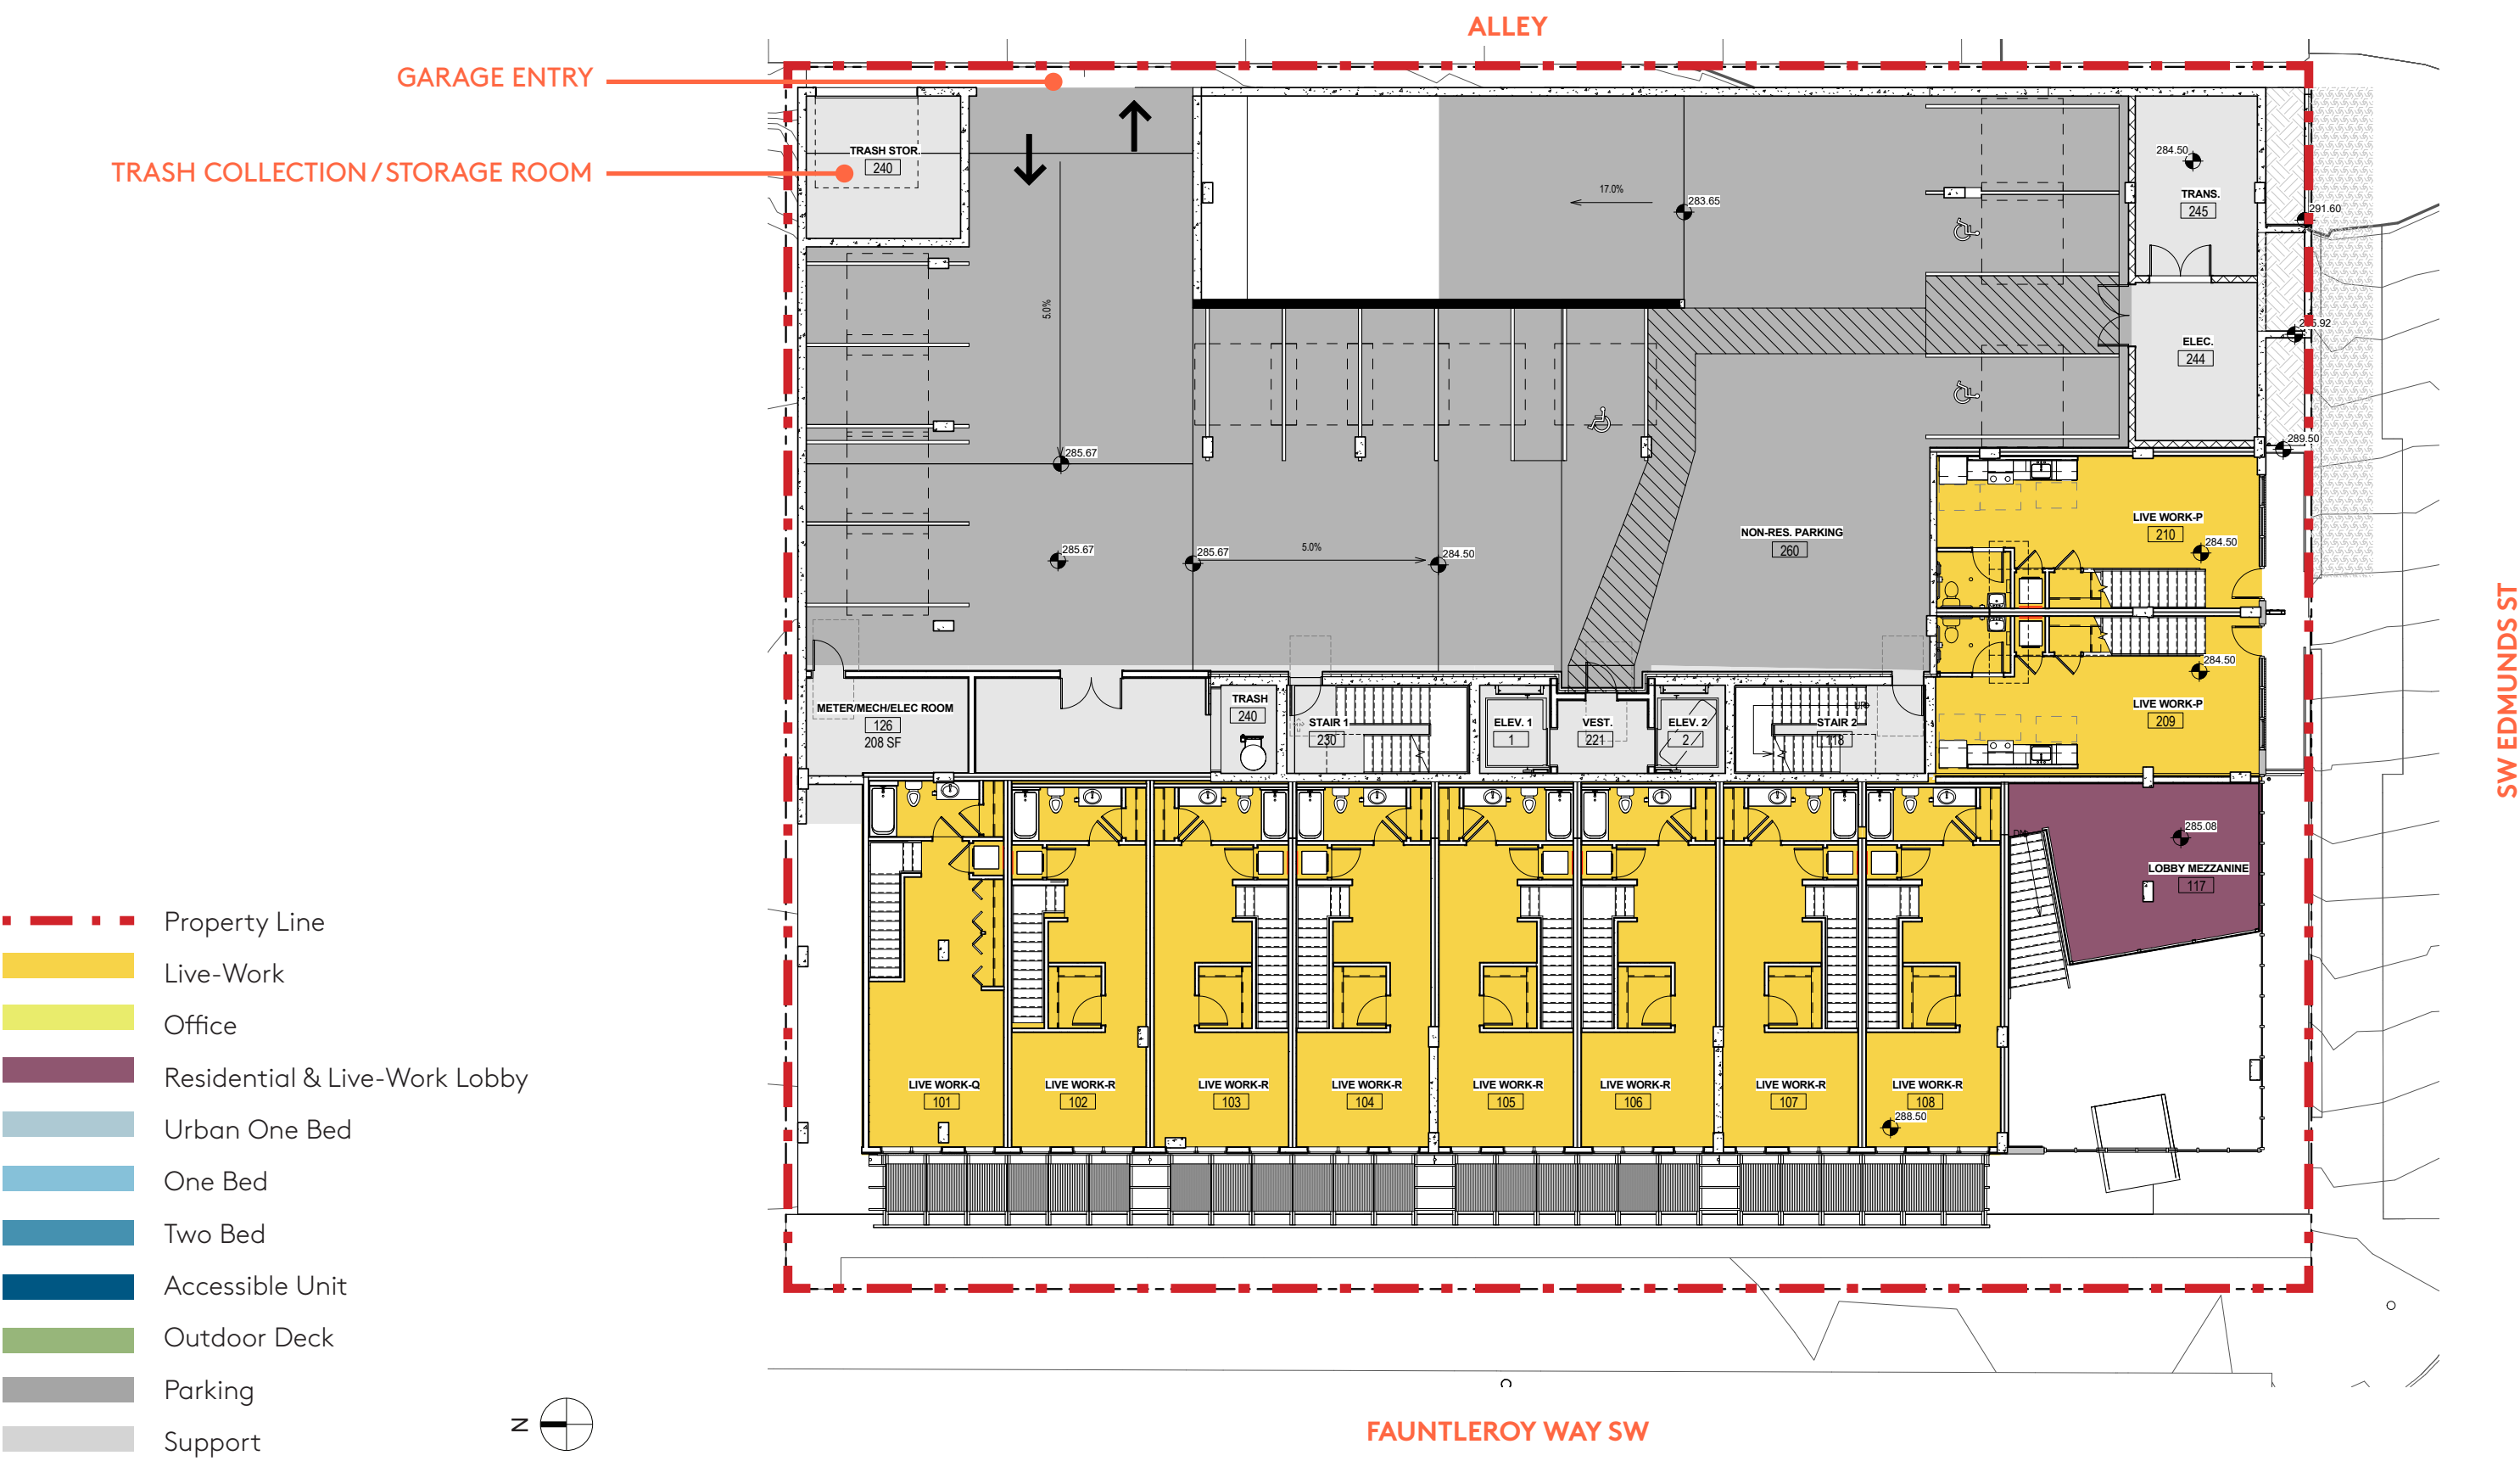 ALLEY
GARAGE ENTRY
TRASH COLLECTION / STORAGE ROOM
TRASH STOR.
240
284.50
TRANS.
245
17.0%
283.65
291.60
5.0%
ELEC.
244
289.50
285.67
LIVE WORK-P
210
284.50
NON-RES. PARKING
260
285.67
285.67
5.0%
284.50
SW EDMUNDS ST
284.50
LIVE WORK-P
209
METER/MECH/ELEC ROOM
126
208 SF
TRASH
240
STAIR 1
230
ELEV. 1
1
VEST.
221
ELEV. 2
2
UP
STAIR 2
118
DN
285.08
LOBBY MEZZANINE
117
LIVE WORK-Q
101
LIVE WORK-R
102
LIVE WORK-R
103
LIVE WORK-R
104
LIVE WORK-R
105
LIVE WORK-R
106
LIVE WORK-R
107
LIVE WORK-R
108
288.50
FAUNTLEROY WAY SW
Property Line
Live-Work
Office
Residential & Live-Work Lobby
Urban One Bed
One Bed
Two Bed
Accessible Unit
Outdoor Deck
Parking
Support
N